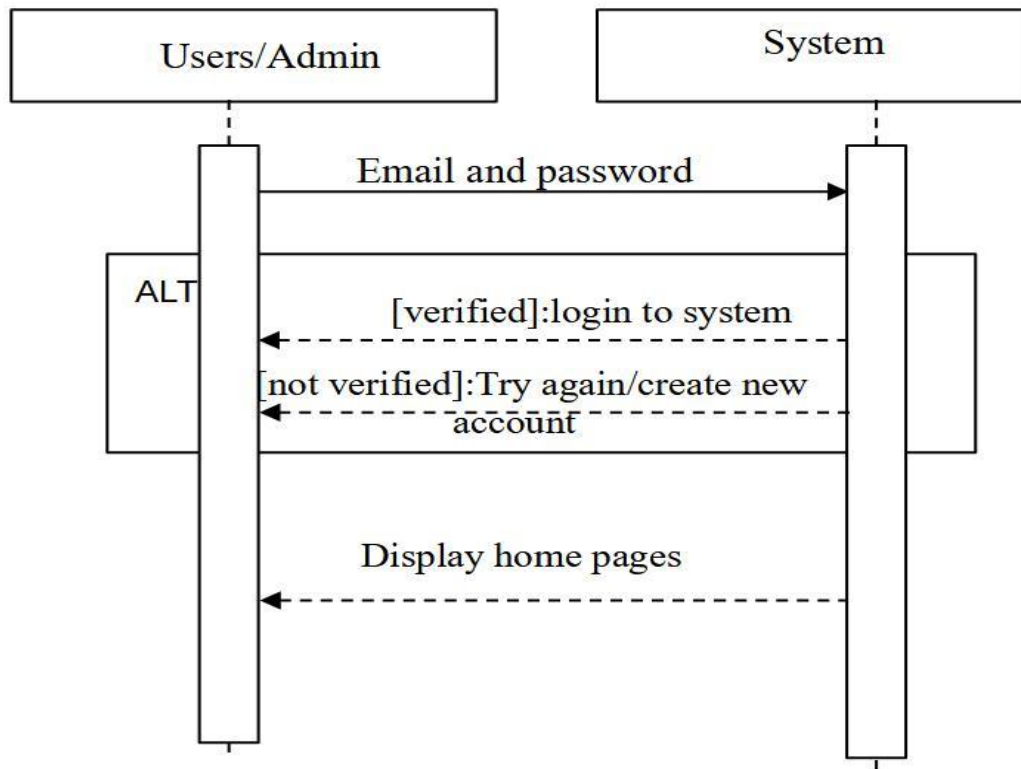 Users/Admin
System
Email and password
ALT
[verified]:login to system
[not verified]:Try again/create new
account
Display home pages